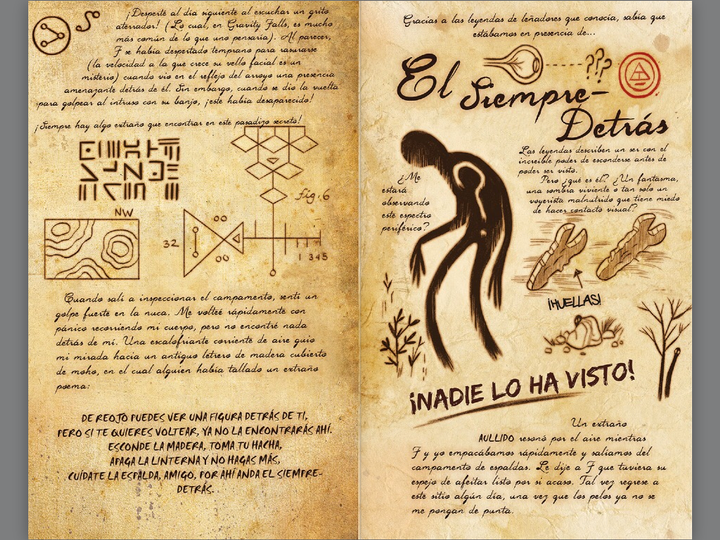 ¡Desperté al día siguiente al escuchar un grito
aterrador! (Lo cual, en Gravity Falls, es mucho
más común de lo que uno pensaría). Al parecer,
F se había despertado temprano para rasurarse
(la velocidad a la que crece su vello facial es un
misterio) cuando vio en el reflejo del arroyo una presencia
amenazante detrás de él. Sin embargo, cuando se dio la vuelta
para golpear al intruso con su banjo, ¡este había desaparecido!
¡Siempre hay algo extraño que encontrar en este pasadizo secreto!
fig. 6
NW
32
1 3 4 5
Cuando salí a inspeccionar el campamento, sentí un
golpe fuerte en la nuca. Me volteé rápidamente con
pánico recorriendo mi cuerpo, pero no encontré nada
detrás de mí. Una escalofriante corriente de aire guio
mi mirada hacia un antiguo letrero de madera cubierto
de moho, en el cual alguien había tallado un extraño
poema:
DE REOJO PUEDES VER UNA FIGURA DETRÁS DE TI,
PERO SI TE QUIERES VOLTEAR, YA NO LA ENCONTRARÁS AHÍ.
ESCONDE LA MADERA, TOMA TU HACHA,
APAGA LA LINTERNA Y NO HAGAS MÁS,
CUÍDATE LA ESPALDA, AMIGO, POR AHÍ ANDA EL SIEMPRE-
DETRÁS.
Gracias a las leyendas de leñadores que conocía, sabía que
estábamos en presencia de...
???
El Siempre-
Detrás
Las leyendas describen un ser con el
increíble poder de esconderse antes de
poder ser visto.
Pero ¿qué es él? ¿Un fantasma,
una sombra viviente o tan solo un
voyerista malnutrido que tiene miedo
de hacer contacto visual?
¿Me
estará
observando
este espectro
periférico?
¡HUELLAS!
¡NADIE LO HA VISTO!
Un extraño
AULLIDO resonó por el aire mientras
F y yo empacábamos rápidamente y salíamos del
campamento de espaldas. Le dije a F que tuviera su
espejo de afeitar listo por si acaso. Tal vez regrese a
este sitio algún día, una vez que los pelos ya no se
me pongan de punta.